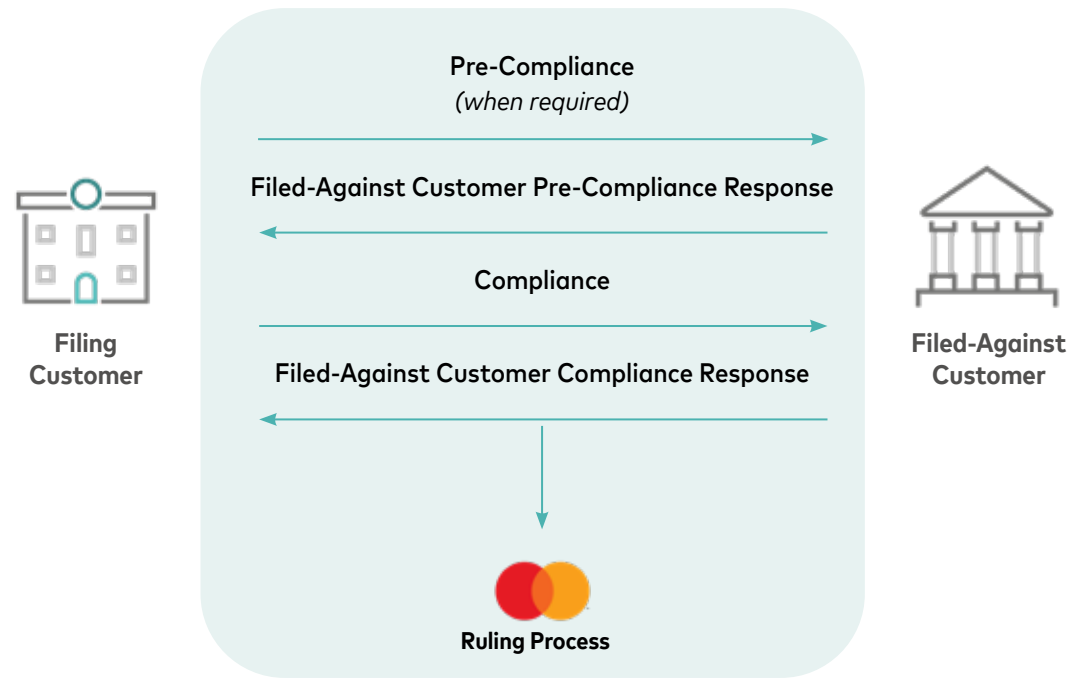 Pre-Compliance
(when required)
Filed-Against Customer Pre-Compliance Response
Compliance
Filed-Against Customer Compliance Response
Filing
Customer
Filed-Against
Customer
Ruling Process